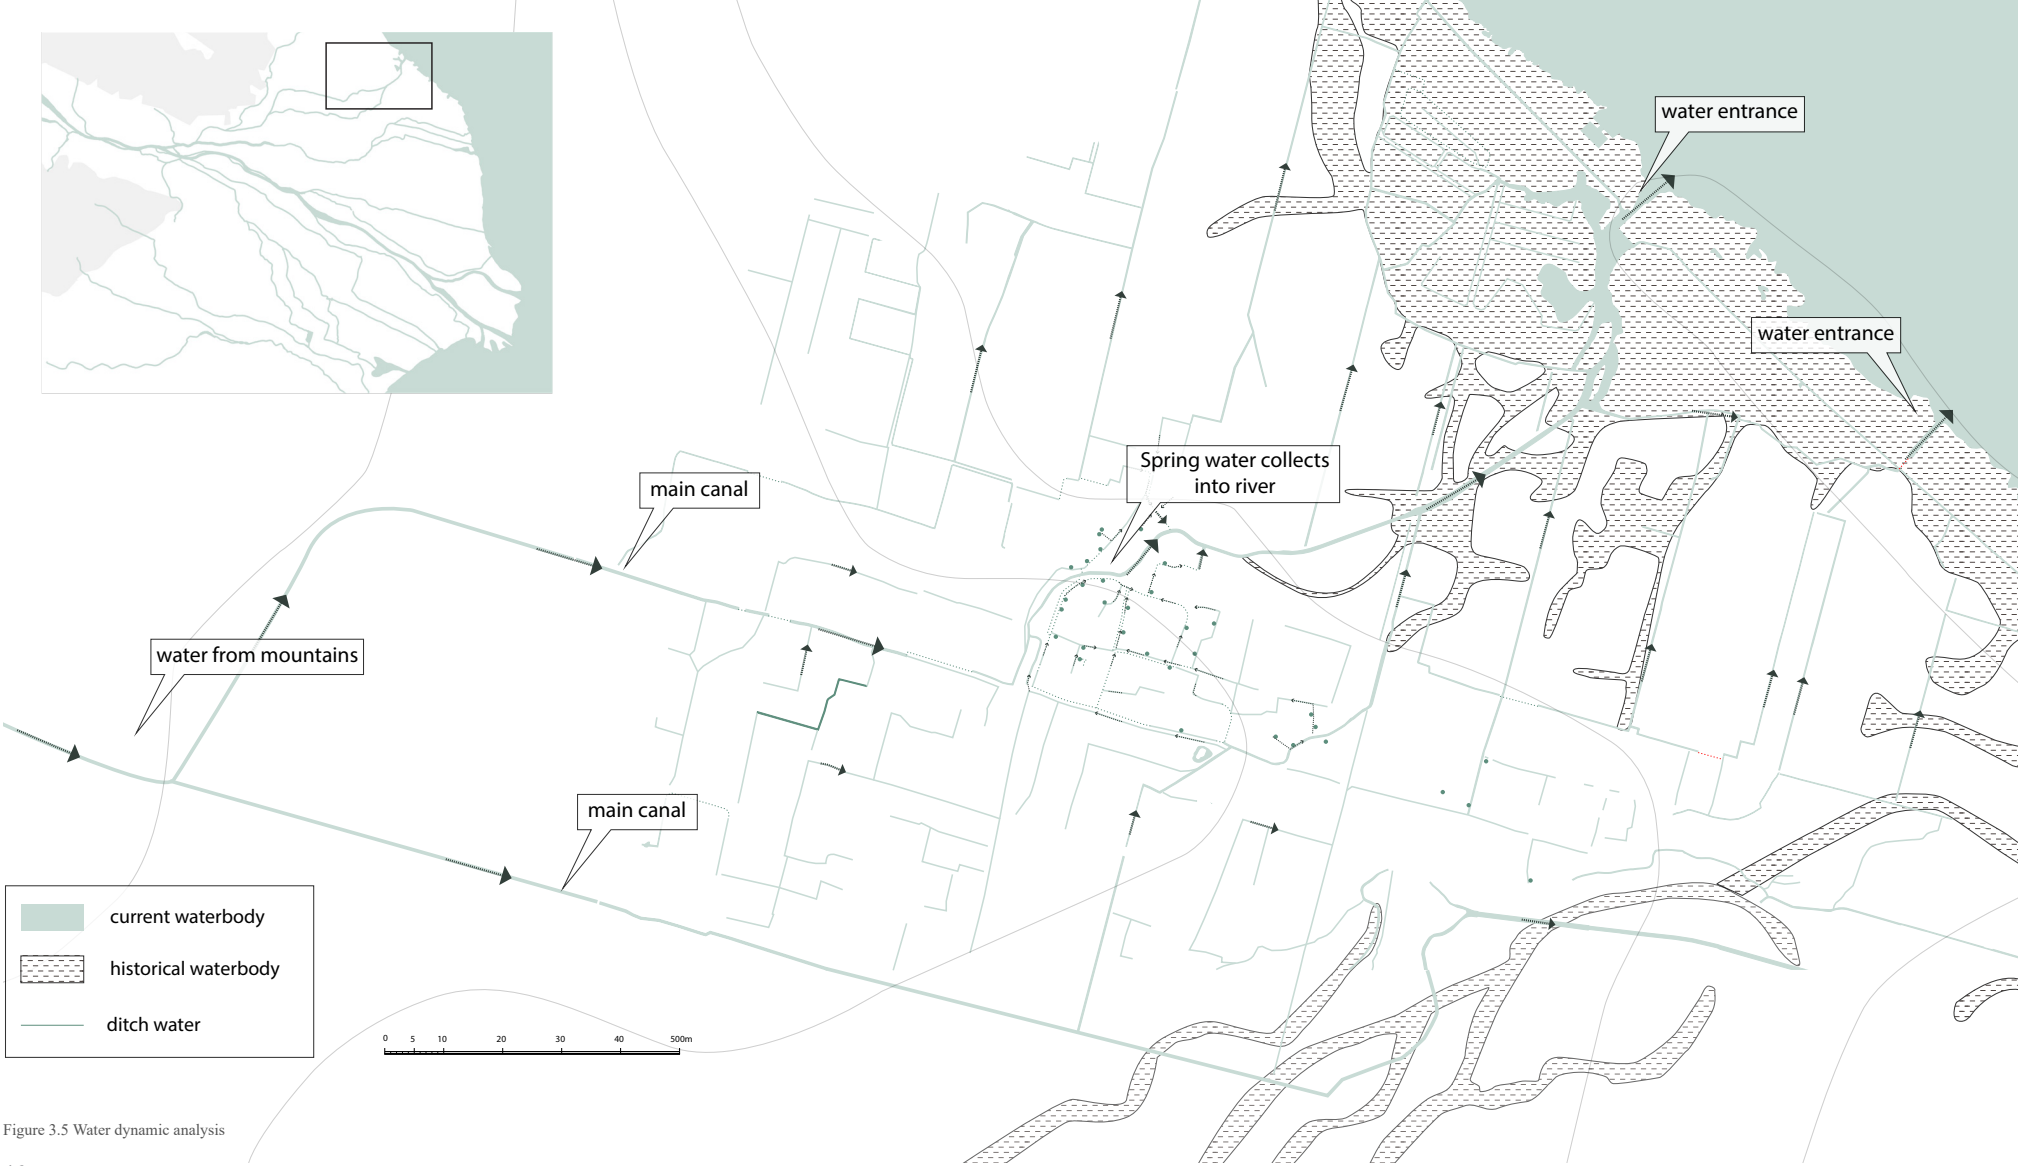 water entrance
water entrance
Spring water collects
into river
main canal
water from mountains
main canal
current waterbody
historical waterbody
ditch water
0 5 10 20 30 40 500m
Figure 3.5 Water dynamic analysis